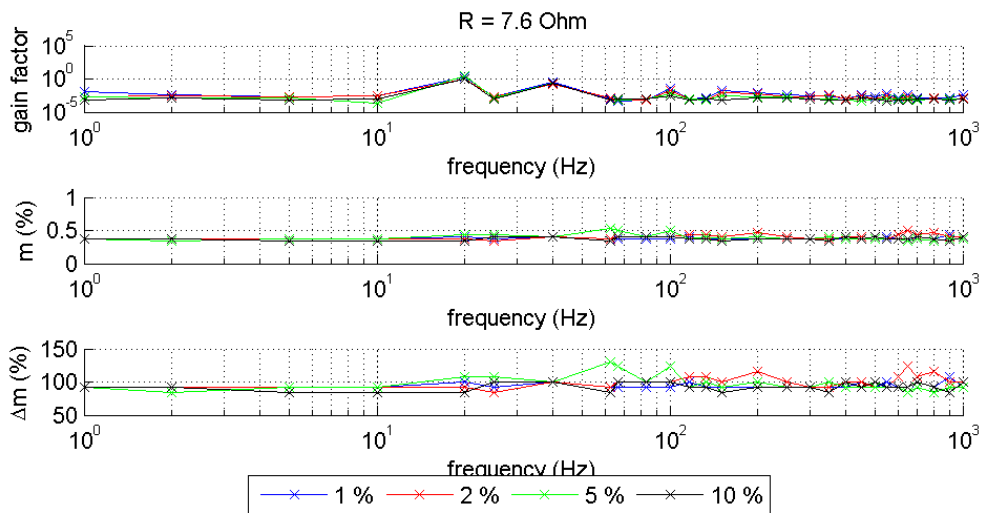 R = 7.6 Ohm
gain factor
10^5
10^0
10^-5
10^0 10^1 10^2 10^3
frequency (Hz)
m (%)
1
0.5
0
10^0 10^1 10^2 10^3
frequency (Hz)
Δm (%)
150
100
50
10^0 10^1 10^2 10^3
frequency (Hz)
1 % 2 % 5 % 10 %